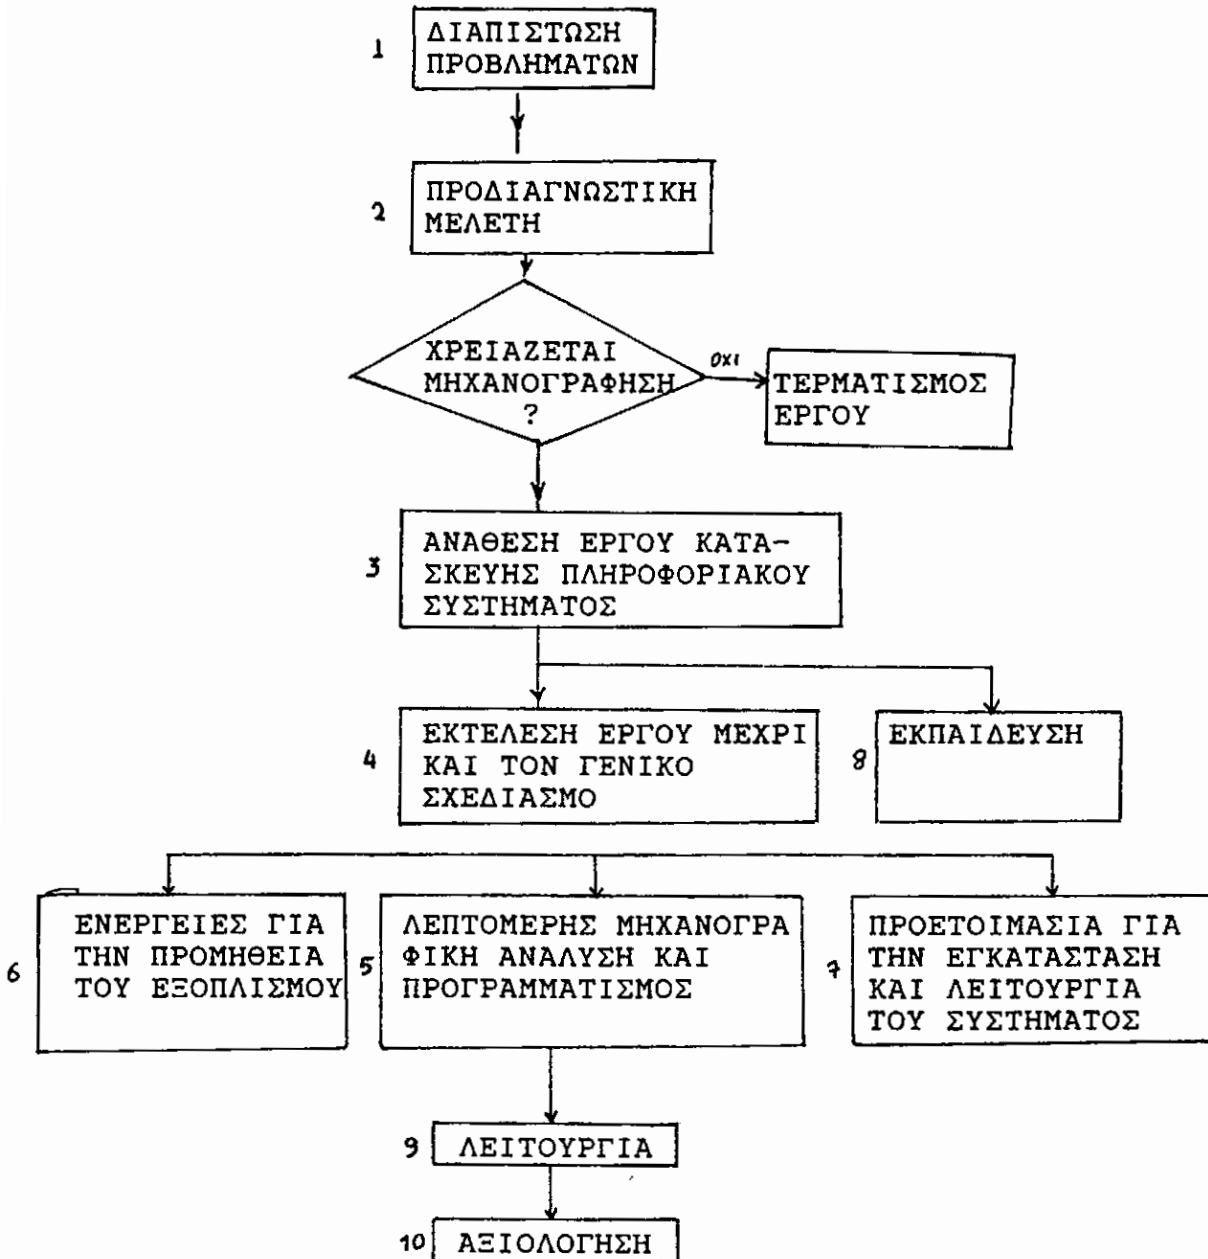 1
ΔΙΑΠΙΣΤΩΣΗ
ΠΡΟΒΛΗΜΑΤΩΝ
2
ΠΡΟΔΙΑΓΝΩΣΤΙΚΗ
ΜΕΛΕΤΗ
ΧΡΕΙΑΖΕΤΑΙ
ΜΗΧΑΝΟΓΡΑΦΗΣΗ
?
ΟΧΙ
ΤΕΡΜΑΤΙΣΜΟΣ
ΕΡΓΟΥ
3
ΑΝΑΘΕΣΗ ΕΡΓΟΥ ΚΑΤΑ-
ΣΚΕΥΗΣ ΠΛΗΡΟΦΟΡΙΑΚΟΥ
ΣΥΣΤΗΜΑΤΟΣ
4
ΕΚΤΕΛΕΣΗ ΕΡΓΟΥ ΜΕΧΡΙ
ΚΑΙ ΤΟΝ ΓΕΝΙΚΟ
ΣΧΕΔΙΑΣΜΟ
8
ΕΚΠΑΙΔΕΥΣΗ
6
ΕΝΕΡΓΕΙΕΣ ΓΙΑ
ΤΗΝ ΠΡΟΜΗΘΕΙΑ
ΤΟΥ ΕΞΟΠΛΙΣΜΟΥ
5
ΛΕΠΤΟΜΕΡΗΣ ΜΗΧΑΝΟΓΡΑ
ΦΙΚΗ ΑΝΑΛΥΣΗ ΚΑΙ
ΠΡΟΓΡΑΜΜΑΤΙΣΜΟΣ
7
ΠΡΟΕΤΟΙΜΑΣΙΑ ΓΙΑ
ΤΗΝ ΕΓΚΑΤΑΣΤΑΣΗ
ΚΑΙ ΛΕΙΤΟΥΡΓΙΑ
ΤΟΥ ΣΥΣΤΗΜΑΤΟΣ
9
ΛΕΙΤΟΥΡΓΙΑ
10
ΑΞΙΟΛΟΓΗΣΗ